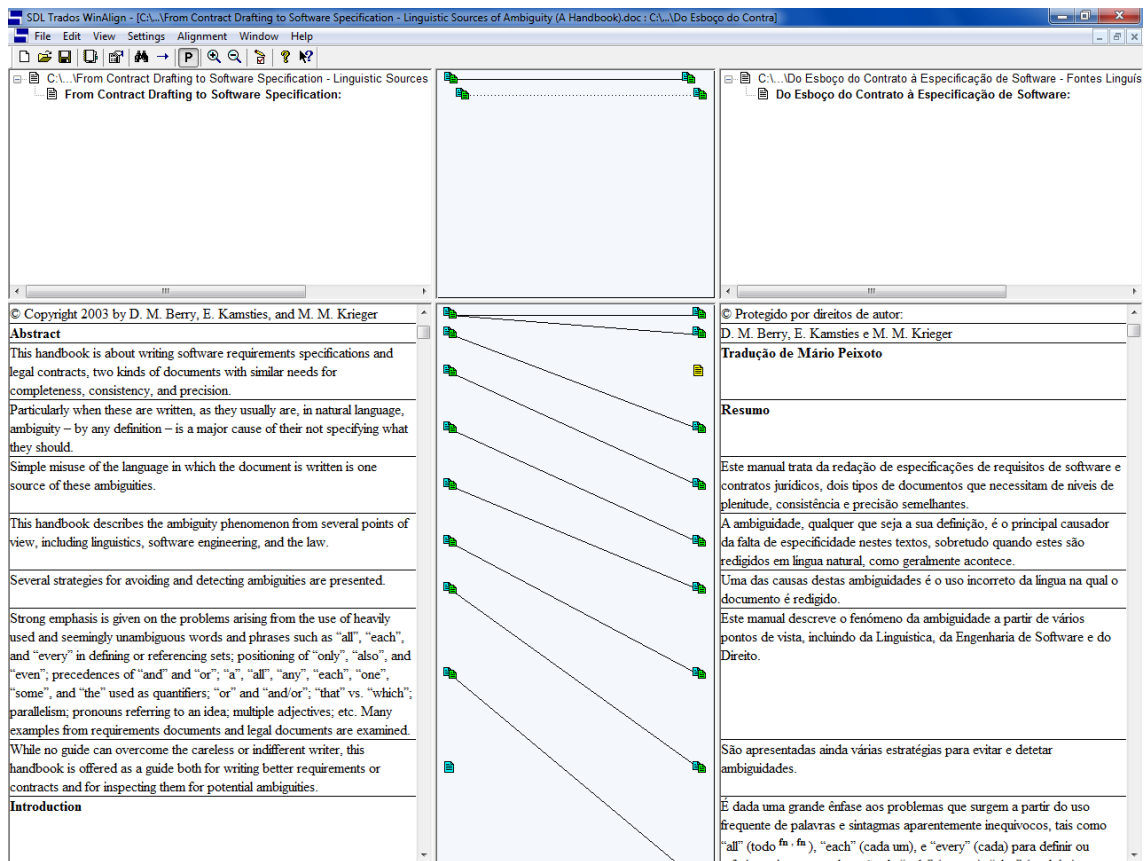 SDL Trados WinAlign - [C:\...\From Contract Drafting to Software Specification - Linguistic Sources of Ambiguity (A Handbook).doc : C:\...\Do Esboço do Contra]
File Edit View Settings Alignment Window Help
P
C:\...\From Contract Drafting to Software Specification - Linguistic Sources
From Contract Drafting to Software Specification:
C:\...\Do Esboço do Contrato à Especificação de Software - Fontes Linguís
Do Esboço do Contrato à Especificação de Software:
© Copyright 2003 by D. M. Berry, E. Kamsties, and M. M. Krieger
Abstract
This handbook is about writing software requirements specifications and
legal contracts, two kinds of documents with similar needs for
completeness, consistency, and precision.
Particularly when these are written, as they usually are, in natural language,
ambiguity – by any definition – is a major cause of their not specifying what
they should.
Simple misuse of the language in which the document is written is one
source of these ambiguities.
This handbook describes the ambiguity phenomenon from several points of
view, including linguistics, software engineering, and the law.
Several strategies for avoiding and detecting ambiguities are presented.
Strong emphasis is given on the problems arising from the use of heavily
used and seemingly unambiguous words and phrases such as “all”, “each”,
and “every” in defining or referencing sets; positioning of “only”, “also”, and
“even”; precedences of “and” and “or”; “a”, “all”, “any”, “each”, “one”,
“some”, and “the” used as quantifiers; “or” and “and/or”; “that” vs. “which”;
parallelism; pronouns referring to an idea; multiple adjectives; etc. Many
examples from requirements documents and legal documents are examined.
While no guide can overcome the careless or indifferent writer, this
handbook is offered as a guide both for writing better requirements or
contracts and for inspecting them for potential ambiguities.
Introduction
© Protegido por direitos de autor:
D. M. Berry, E. Kamsties e M. M. Krieger
Tradução de Mário Peixoto
Resumo
Este manual trata da redação de especificações de requisitos de software e
contratos jurídicos, dois tipos de documentos que necessitam de níveis de
plenitude, consistência e precisão semelhantes.
A ambiguidade, qualquer que seja a sua definição, é o principal causador
da falta de especificidade nestes textos, sobretudo quando estes são
redigidos em língua natural, como geralmente acontece.
Uma das causas destas ambiguidades é o uso incorreto da língua na qual o
documento é redigido.
Este manual descreve o fenómeno da ambiguidade a partir de vários
pontos de vista, incluindo da Linguística, da Engenharia de Software e do
Direito.
São apresentadas ainda várias estratégias para evitar e detetar
ambiguidades.
É dada uma grande ênfase aos problemas que surgem a partir do uso
frequente de palavras e sintagmas aparentemente inequívocos, tais como
“all” (todo fn , fn ), “each” (cada um), e “every” (cada) para definir ou